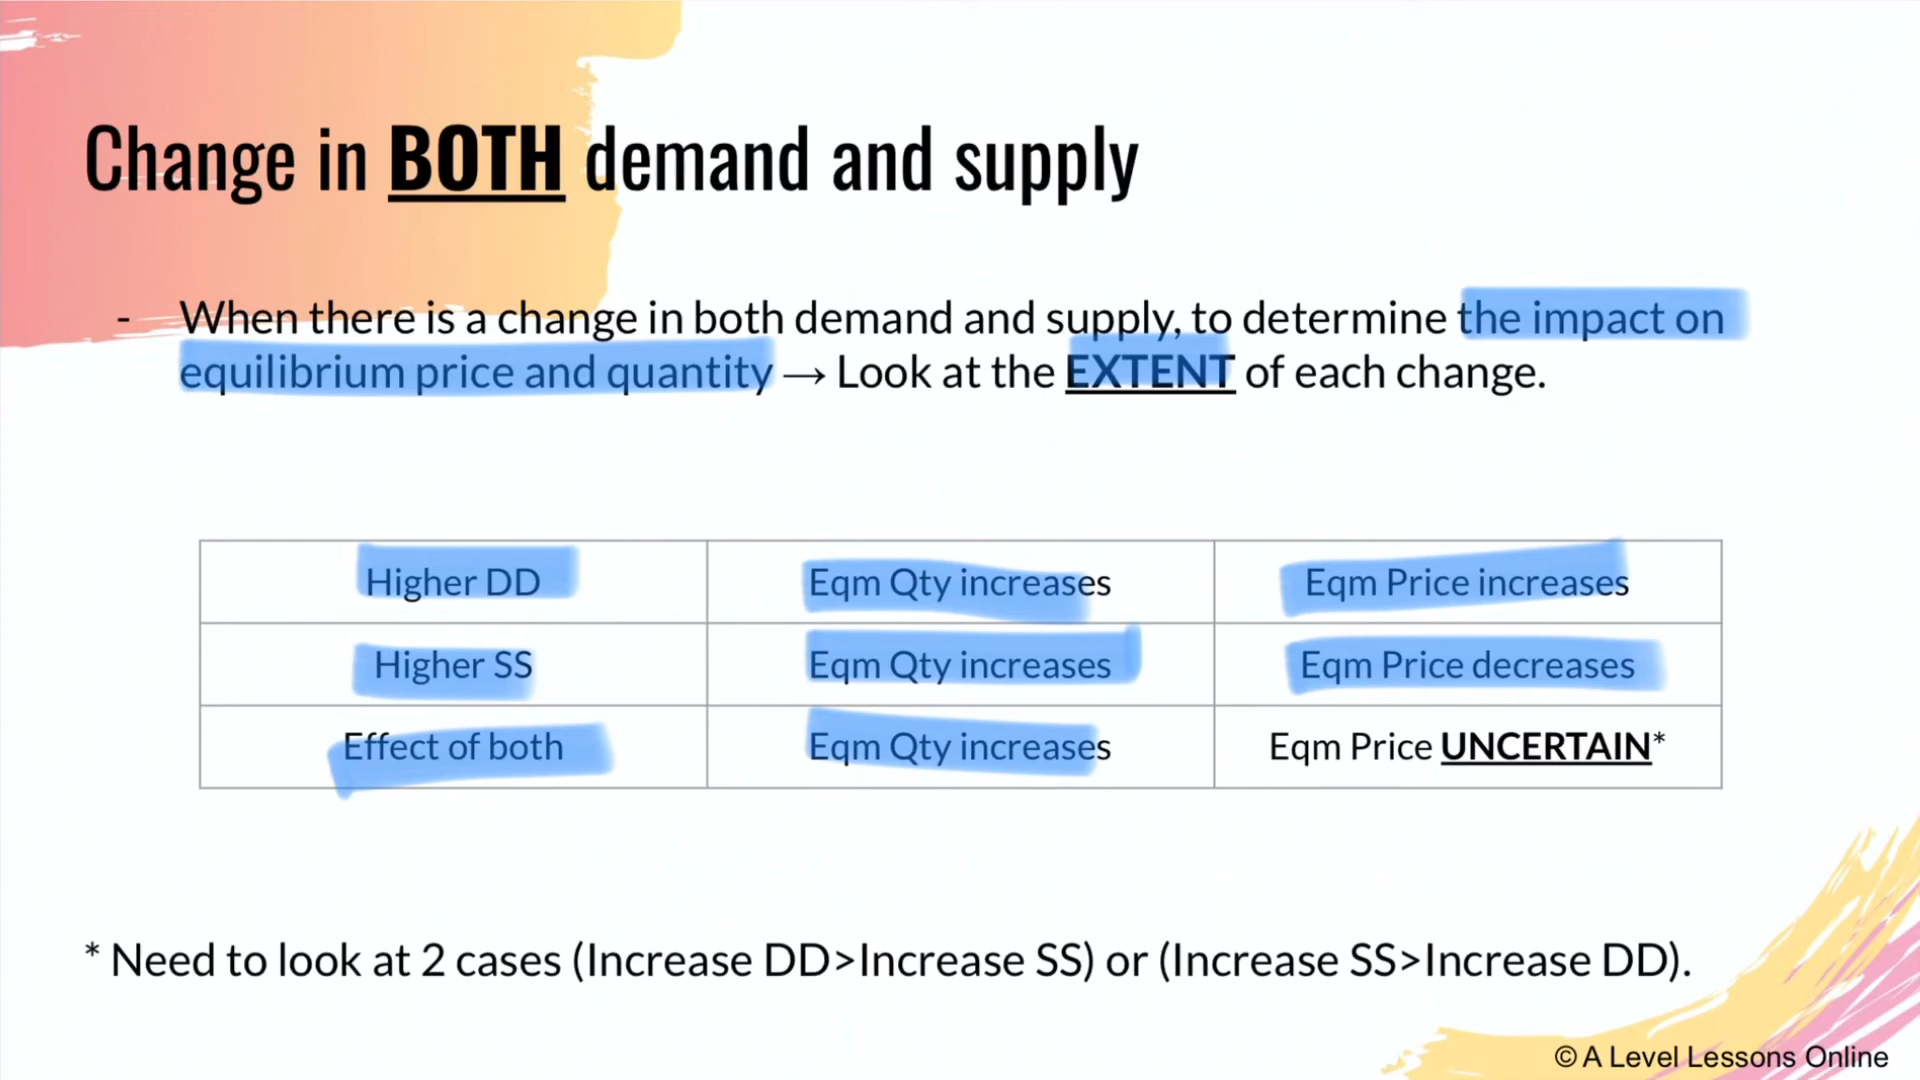 Change in BOTH demand and supply
- When there is a change in both demand and supply, to determine the impact on
equilibrium price and quantity → Look at the EXTENT of each change.
Higher DD Eqm Qty increases Eqm Price increases
Higher SS Eqm Qty increases Eqm Price decreases
Effect of both Eqm Qty increases Eqm Price UNCERTAIN*
* Need to look at 2 cases (Increase DD>Increase SS) or (Increase SS>Increase DD).
© A Level Lessons Online